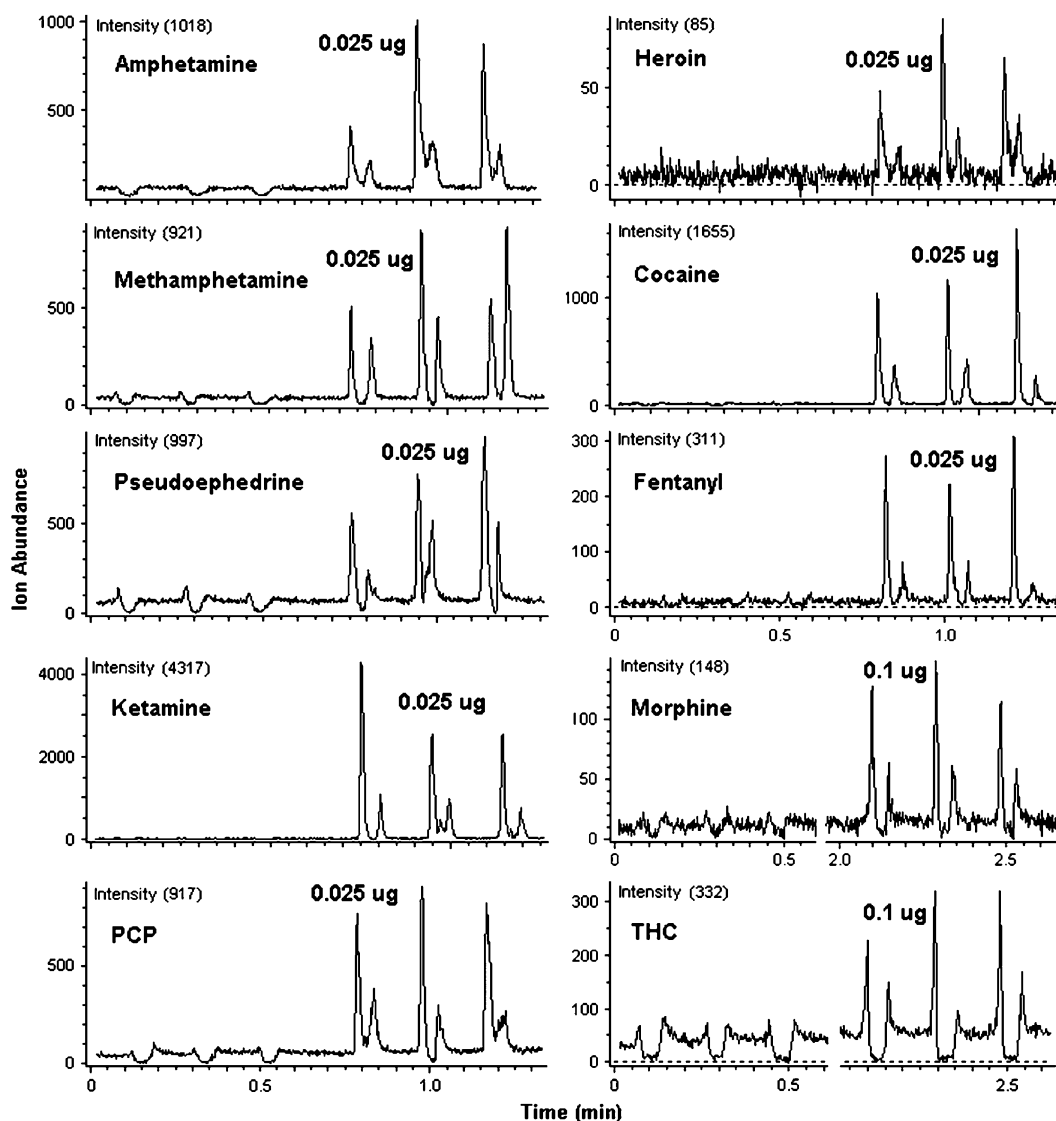 Ion Abundance
1000
500
Intensity (1018)
Amphetamine
0.025 ug
500
0
Intensity (921)
Methamphetamine
0.025 ug
500
0
Intensity (997)
Pseudoephedrine
0.025 ug
4000
2000
0
Intensity (4317)
Ketamine
0.025 ug
500
0
Intensity (917)
PCP
0.025 ug
0 0.5 1.0
50
0
Intensity (85)
Heroin
0.025 ug
1000
0
Intensity (1655)
Cocaine
0.025 ug
300
200
100
0
Intensity (311)
Fentanyl
0.025 ug
0 0.5 1.0
100
50
0
Intensity (148)
Morphine
0.1 ug
0 0.5 2.0 2.5
300
200
100
0
Intensity (332)
THC
0.1 ug
0 0.5 2.5
Time (min)